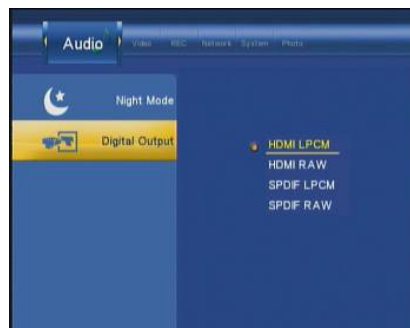 Audio Video REC Network System Photo
Night Mode
Digital Output
HDMI LPCM
HDMI RAW
SPDIF LPCM
SPDIF RAW